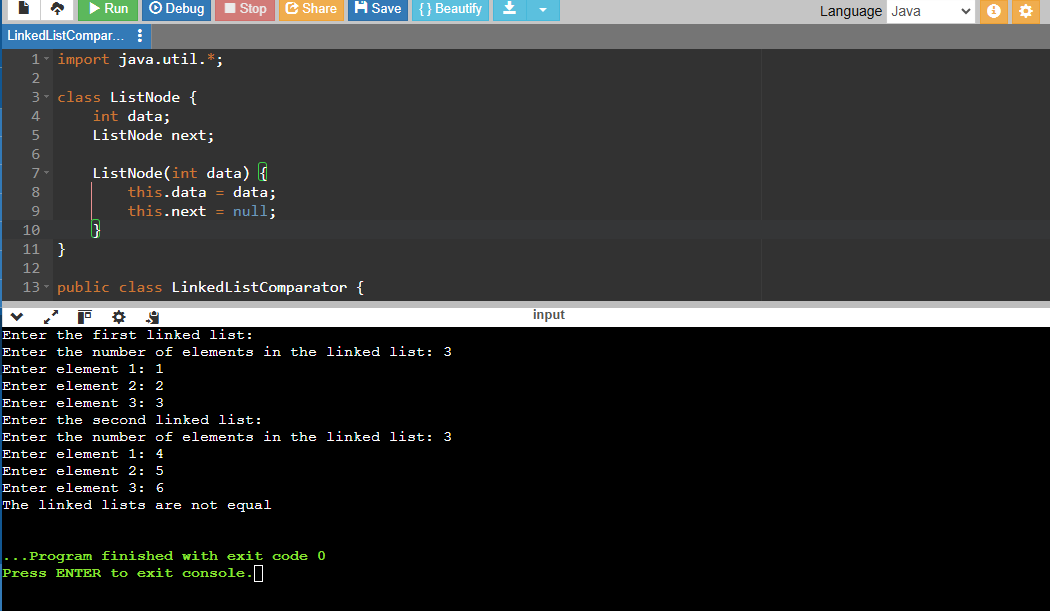 Run Debug Stop Share Save { } Beautify Language Java
LinkedListCompar...
1 import java.util.*;
2
3 class ListNode {
4 int data;
5 ListNode next;
6
7 ListNode(int data) {
8 this.data = data;
9 this.next = null;
10 }
11 }
12
13 public class LinkedListComparator {
input
Enter the first linked list:
Enter the number of elements in the linked list: 3
Enter element 1: 1
Enter element 2: 2
Enter element 3: 3
Enter the second linked list:
Enter the number of elements in the linked list: 3
Enter element 1: 4
Enter element 2: 5
Enter element 3: 6
The linked lists are not equal
...Program finished with exit code 0
Press ENTER to exit console.